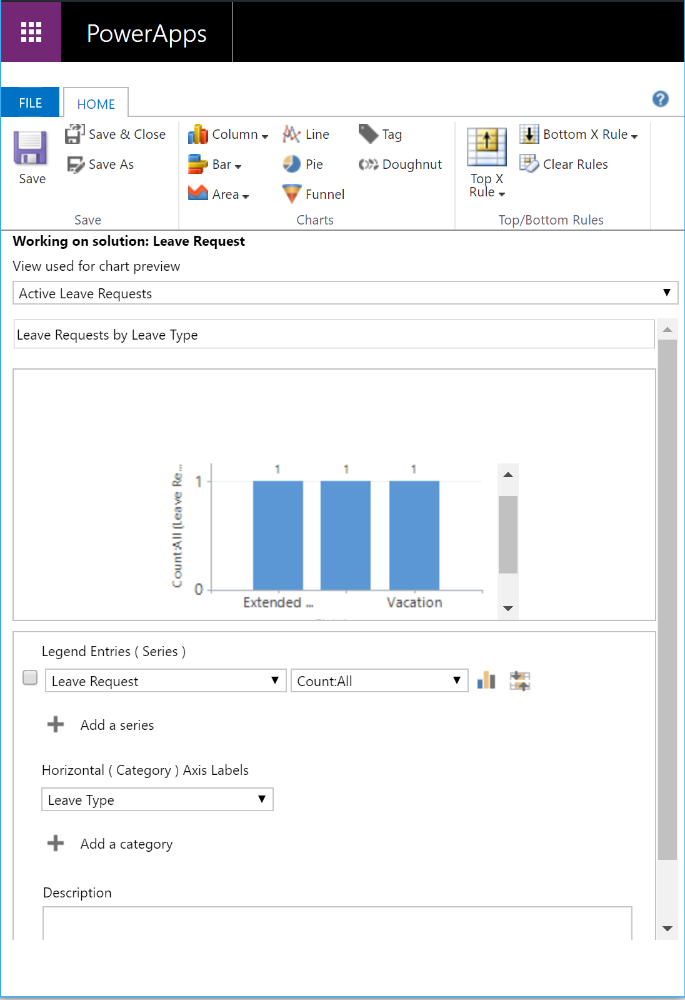 PowerApps
FILE
HOME
Save
Save & Close
Save As
Save
Column
Bar
Area
Line
Pie
Funnel
Tag
Doughnut
Charts
Top X
Rule
Bottom X Rule
Clear Rules
Top/Bottom Rules
Working on solution: Leave Request
View used for chart preview
Active Leave Requests
Leave Requests by Leave Type
Count:All (Leave Re...
1
0
1 1 1
Extended ...
Vacation
Legend Entries ( Series )
Leave Request
Count:All
Add a series
Horizontal ( Category ) Axis Labels
Leave Type
Add a category
Description